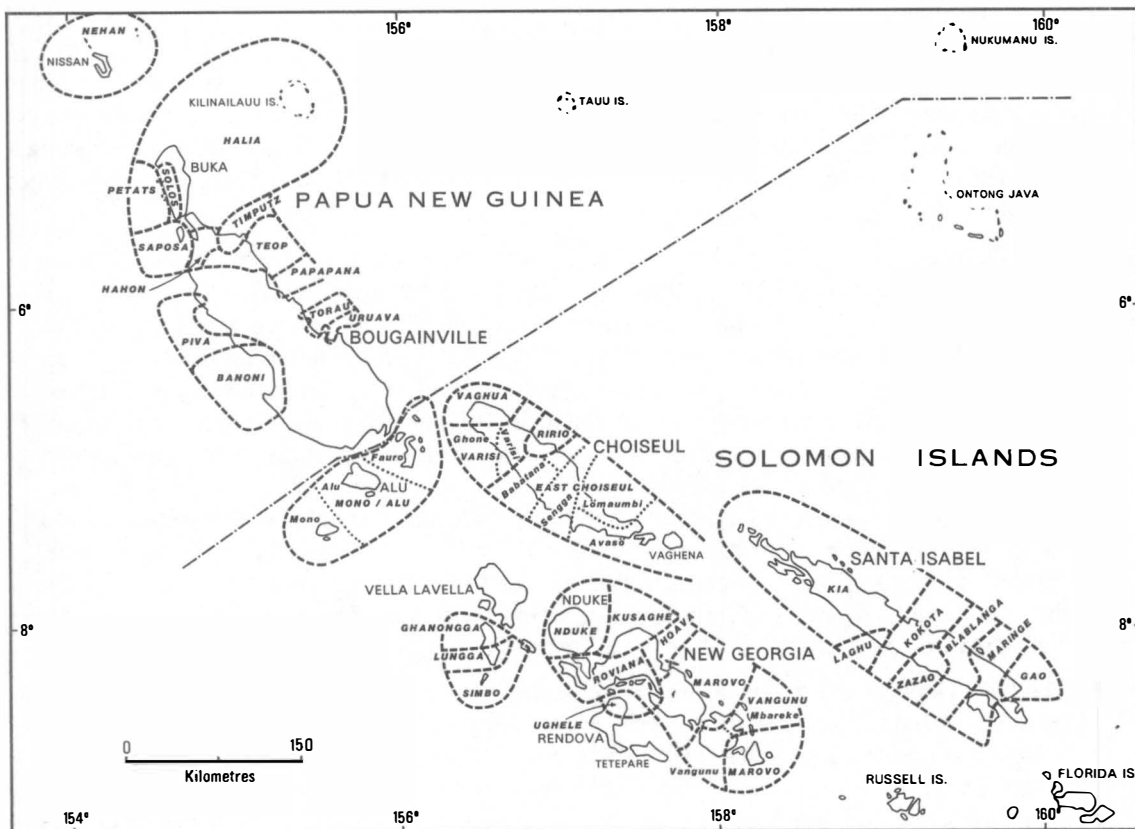 156° 158° 160°
NEHAN
NISSAN
NUKUMANU IS.
KILINAILAUU IS.
TAUU IS.
HALIA
BUKA
PETATS
SOLOS
ONTONG JAVA
PAPUA NEW GUINEA
TIMPUTZ
SAPOSA
TEOP
HAHON
PAPAPANA
6° 6°
TORAU
URUAVA
BOUGAINVILLE
PIVA
BANONI
VAGHUA
Ghone
Varisi
VARISI
RIRIO
CHOISEUL
SOLOMON ISLANDS
Fauro
Alu
ALU
MONO / ALU
Mono
Babatana
EAST CHOISEUL
Sengga
Lömaumbi
Avaso
VAGHENA
SANTA ISABEL
VELLA LAVELLA
NDUKE
KIA
KUSAGHE
KOKOTA
BLABLANGA
MARINGE
8° 8°
GHANONGGA
NDUKE
HOAVA
LAGHU
LUNGGA
NEW GEORGIA
ROVIANA
MAROVO
ZAZAO
GAO
SIMBO
VANGUNU
Mbareke
UGHELE
RENDOVA
TETEPARE
Vangunu
MAROVO
0 150
Kilometres
RUSSELL IS.
FLORIDA IS
154° 156° 158° 160°